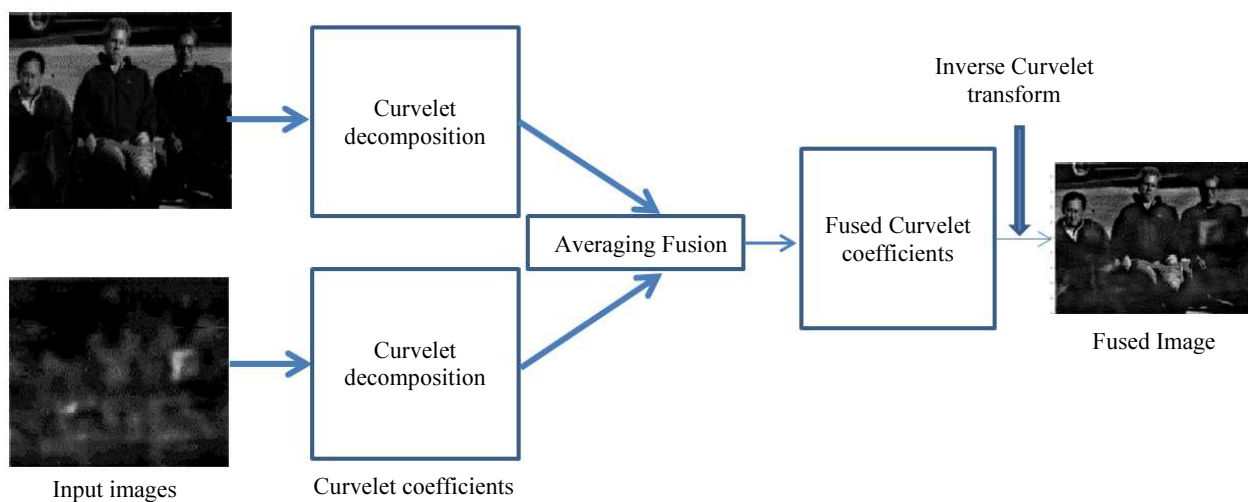 Curvelet
decomposition
Inverse Curvelet
transform
Averaging Fusion
Fused Curvelet
coefficients
Curvelet
decomposition
Fused Image
Input images
Curvelet coefficients